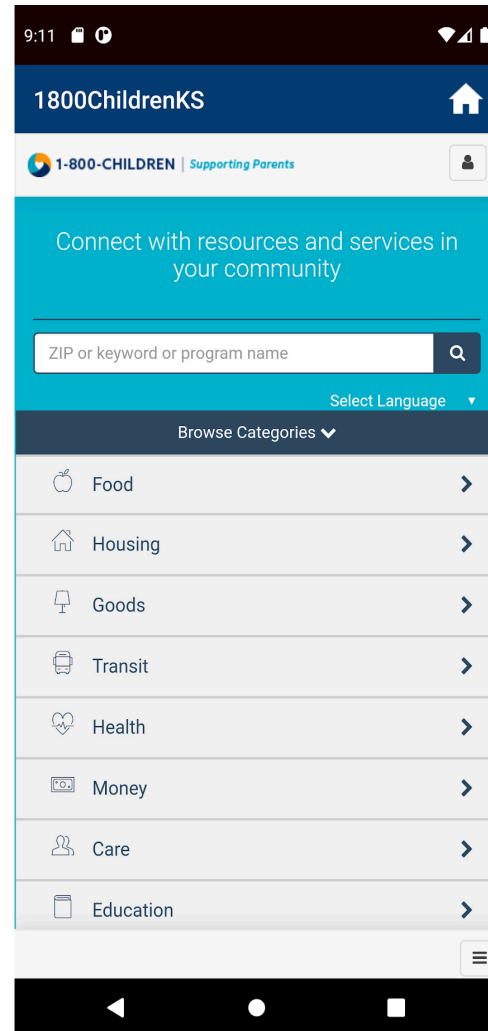 9:11
1800ChildrenKS
1-800-CHILDREN | Supporting Parents
Connect with resources and services in
your community
ZIP or keyword or program name
Select Language ▼
Browse Categories
Food
Housing
Goods
Transit
Health
Money
Care
Education